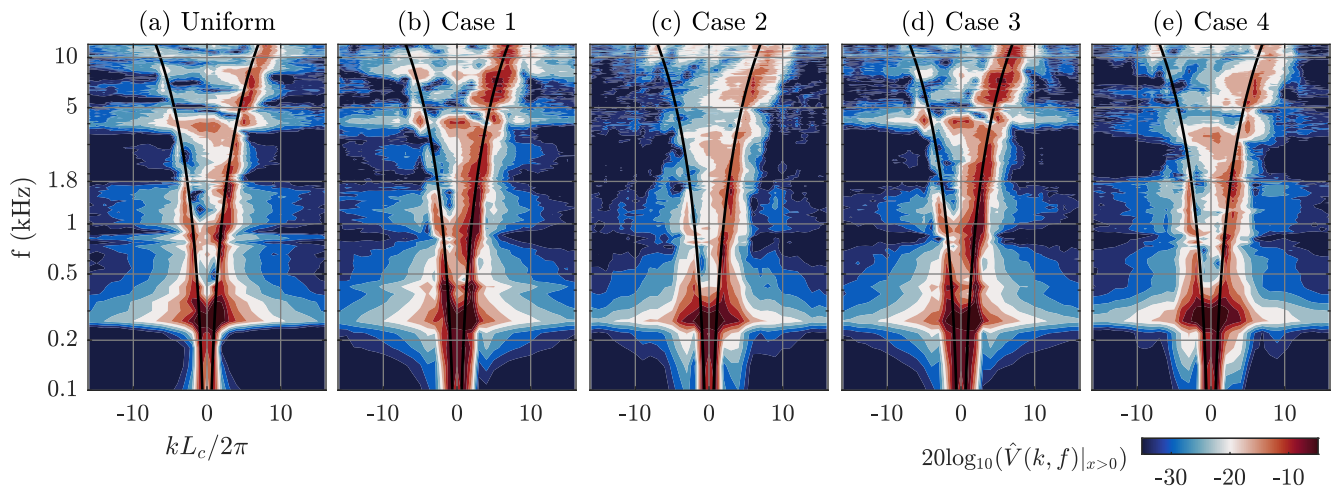 (a) Uniform (b) Case 1 (c) Case 2 (d) Case 3 (e) Case 4
f (kHz)
10
5
1.8
1
0.5
0.2
0.1
-10 0 10 -10 0 10 -10 0 10 -10 0 10 -10 0 10
kL_c/2π
20log₁₀(V̂(k, f)|ₓ>₀)
-30 -20 -10